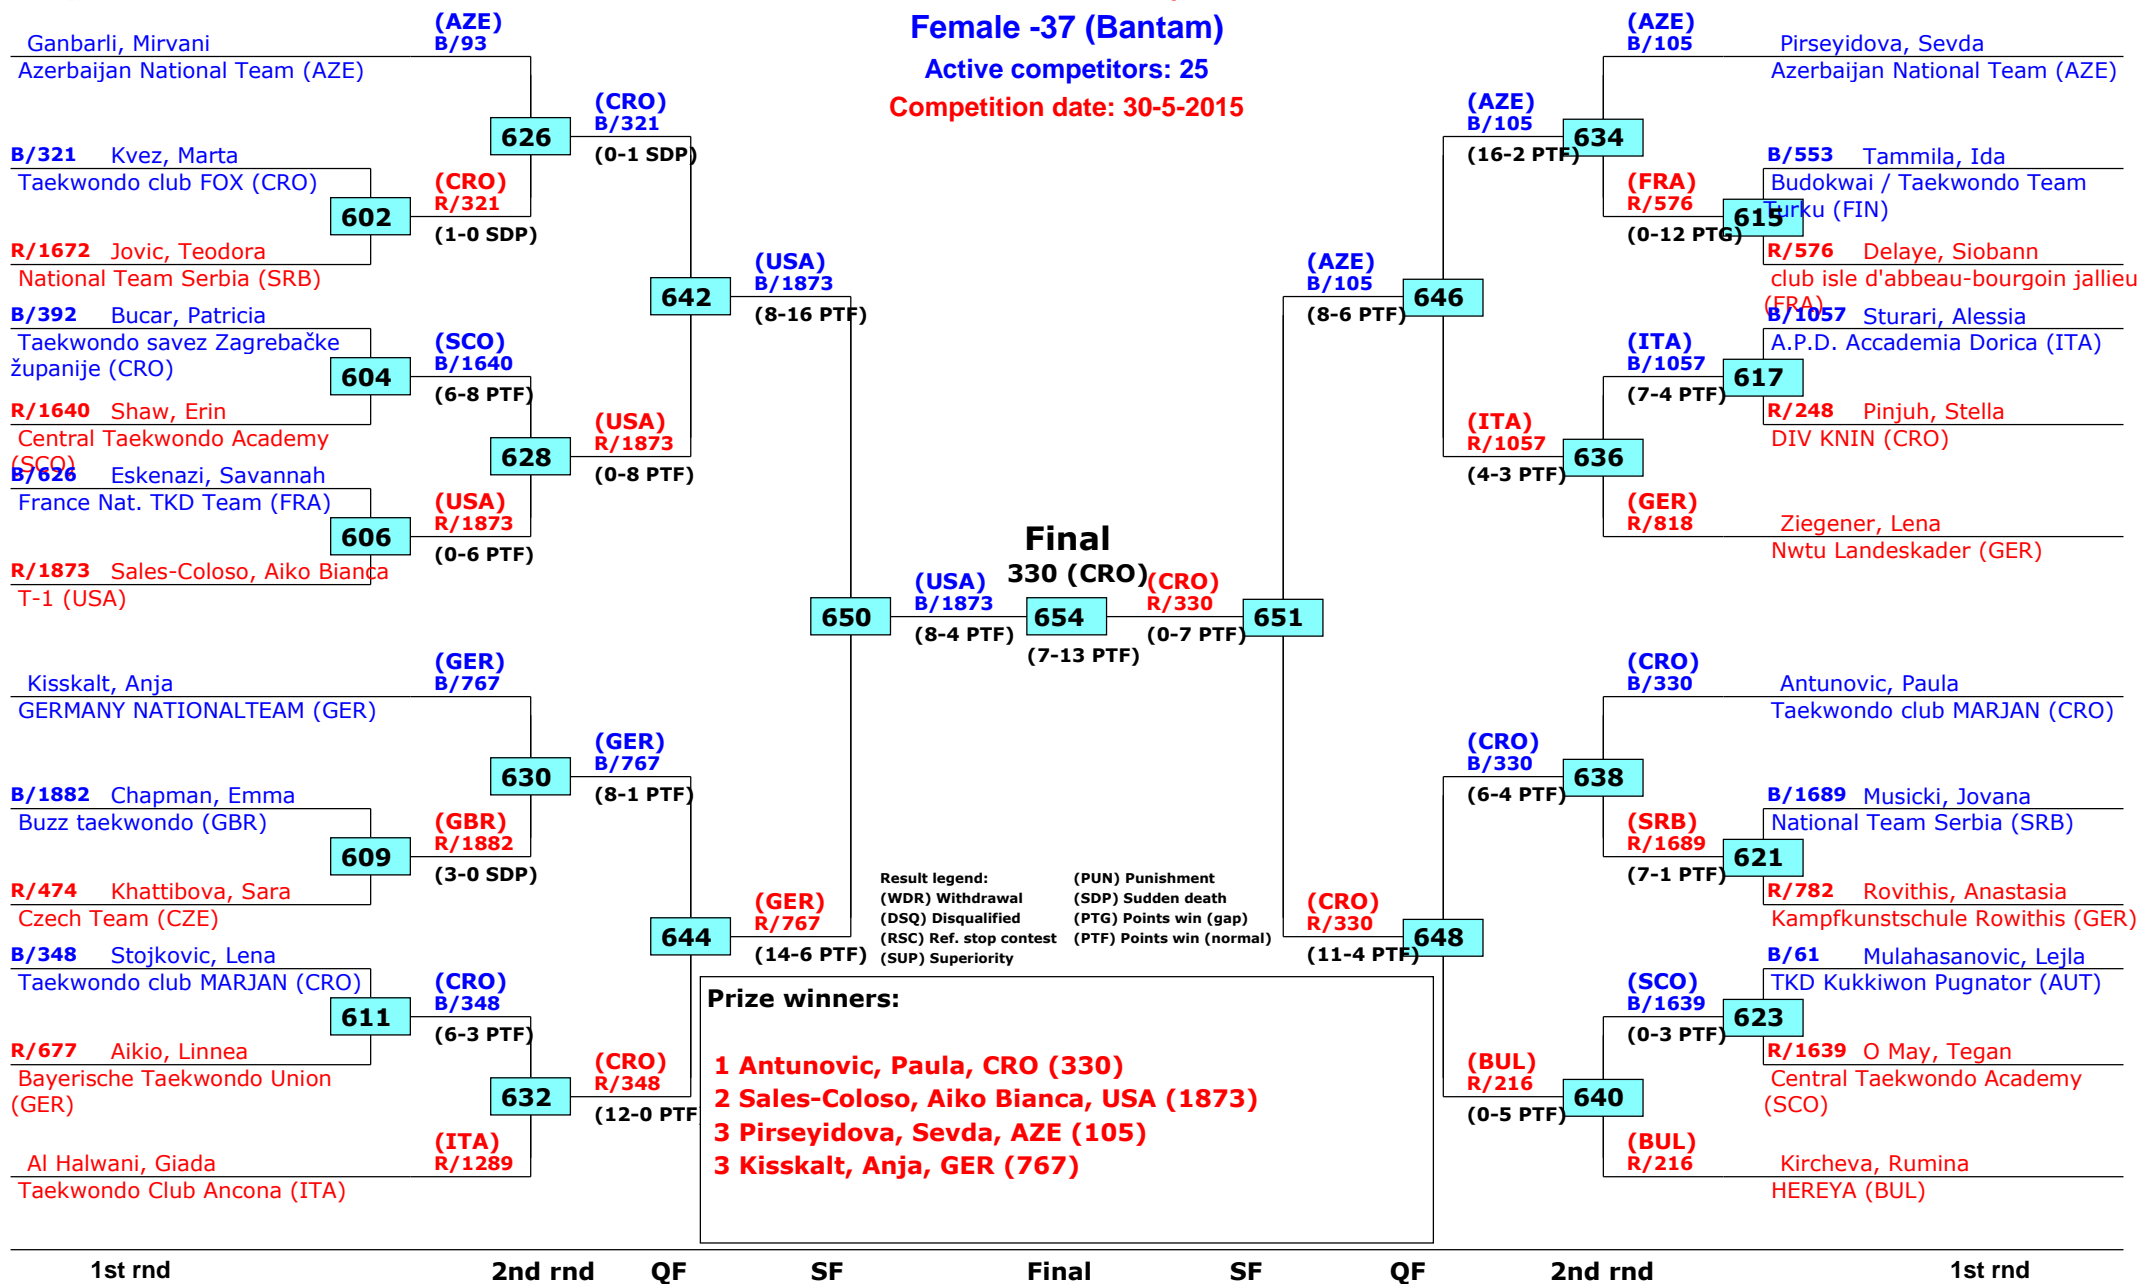 Female -37 (Bantam)
Active competitors: 25
Competition date: 30-5-2015
Ganbarli, Mirvani
Azerbaijan National Team (AZE)
(AZE)
B/93
B/321 Kvez, Marta
Taekwondo club FOX (CRO)
602
R/1672 Jovic, Teodora
National Team Serbia (SRB)
(CRO)
R/321
(1-0 SDP)
626
(CRO)
B/321
(0-1 SDP)
B/392 Bucar, Patricia
Taekwondo savez Zagrebačke
županije (CRO)
604
R/1640 Shaw, Erin
Central Taekwondo Academy
(SCO)
(SCO)
B/1640
(6-8 PTF)
B/626 Eskenazi, Savannah
France Nat. TKD Team (FRA)
606
R/1873 Sales-Coloso, Aiko Bianca
T-1 (USA)
(USA)
R/1873
(0-6 PTF)
628
(USA)
R/1873
(0-8 PTF)
642
(USA)
B/1873
(8-16 PTF)
Kisskalt, Anja
GERMANY NATIONALTEAM (GER)
(GER)
B/767
B/1882 Chapman, Emma
Buzz taekwondo (GBR)
609
R/474 Khattibova, Sara
Czech Team (CZE)
(GBR)
R/1882
(3-0 SDP)
630
(GER)
B/767
(8-1 PTF)
B/348 Stojkovic, Lena
Taekwondo club MARJAN (CRO)
611
R/677 Aikio, Linnea
Bayerische Taekwondo Union
(GER)
(CRO)
B/348
(6-3 PTF)
Al Halwani, Giada
Taekwondo Club Ancona (ITA)
(ITA)
R/1289
632
(CRO)
R/348
(12-0 PTF
644
(GER)
R/767
(14-6 PTF)
650
(USA)
B/1873
(8-4 PTF)
Final
330 (CRO)
654
(7-13 PTF)
(CRO)
R/330
(0-7 PTF)
651
(AZE)
B/105
(8-6 PTF)
646
(AZE)
B/105
(16-2 PTF)
634
(AZE)
B/105
Pirseyidova, Sevda
Azerbaijan National Team (AZE)
(FRA)
R/576
(0-12 PTG)
615
B/553 Tammila, Ida
Budokwai / Taekwondo Team
Turku (FIN)
R/576 Delaye, Siobann
club isle d'abbeau-bourgoin jallieu
(FRA)
(ITA)
R/1057
(4-3 PTF)
636
(ITA)
B/1057
(7-4 PTF)
617
B/1057 Sturari, Alessia
A.P.D. Accademia Dorica (ITA)
R/248 Pinjuh, Stella
DIV KNIN (CRO)
(GER)
R/818
Ziegener, Lena
Nwtu Landeskader (GER)
(CRO)
R/330
(11-4 PTF)
648
(CRO)
B/330
(6-4 PTF)
638
(CRO)
B/330
Antunovic, Paula
Taekwondo club MARJAN (CRO)
(SRB)
R/1689
(7-1 PTF)
621
B/1689 Musicki, Jovana
National Team Serbia (SRB)
R/782 Rovithis, Anastasia
Kampfkunstschule Rowithis (GER)
(BUL)
R/216
(0-5 PTF)
640
(SCO)
B/1639
(0-3 PTF)
623
B/61 Mulahasanovic, Lejla
TKD Kukkiwon Pugnator (AUT)
R/1639 O May, Tegan
Central Taekwondo Academy
(SCO)
(BUL)
R/216
Kircheva, Rumina
HEREYA (BUL)
Result legend: (PUN) Punishment
(WDR) Withdrawal (SDP) Sudden death
(DSQ) Disqualified (PTG) Points win (gap)
(RSC) Ref. stop contest (PTF) Points win (normal)
(SUP) Superiority
Prize winners:
1 Antunovic, Paula, CRO (330)
2 Sales-Coloso, Aiko Bianca, USA (1873)
3 Pirseyidova, Sevda, AZE (105)
3 Kisskalt, Anja, GER (767)
1st rnd 2nd rnd QF SF Final SF QF 2nd rnd 1st rnd